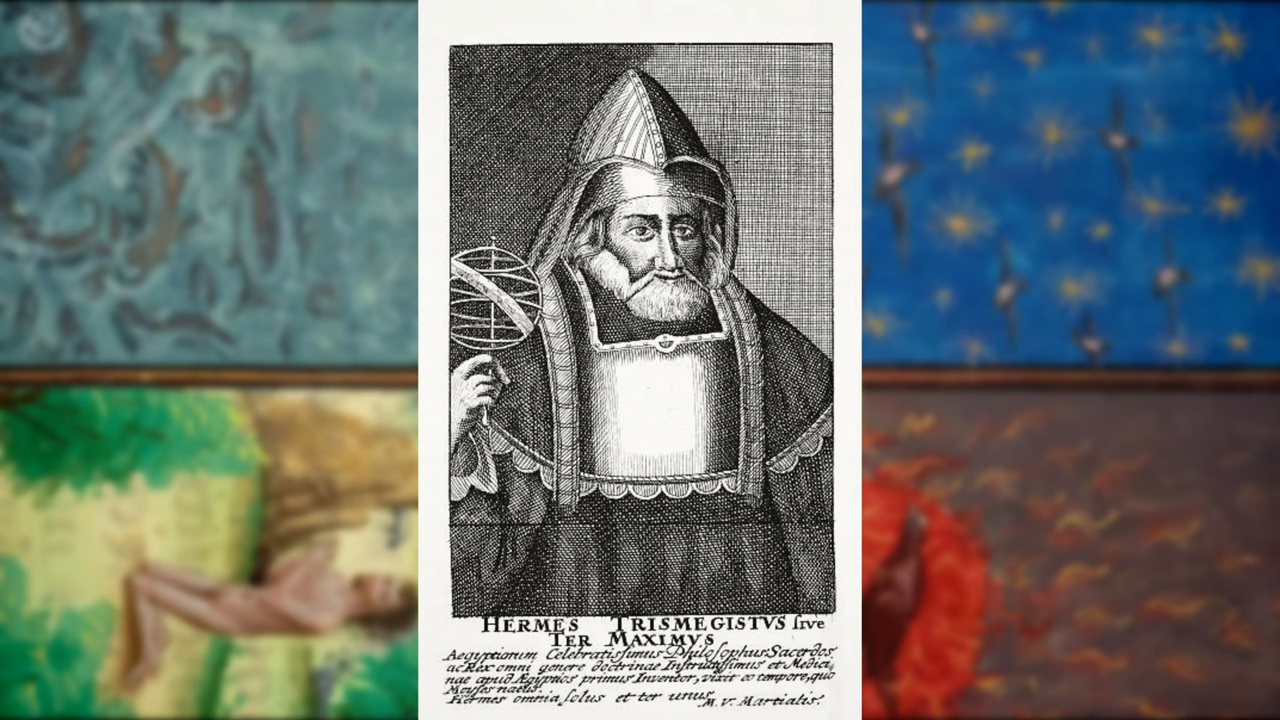 HERMES TRISMEGISTVS sive
TER MAXIMVS
Aegyptiorum Celebratissimus Philosophus Sacerdos
ac Rex omni genere doctrinae Instructissimus et Medici-
nae apud Aegyptios primus Inventor, vixit eo tempore, quo
Moyses natus.
Hermes omnia solus et ter unus
M. V. Martialis.